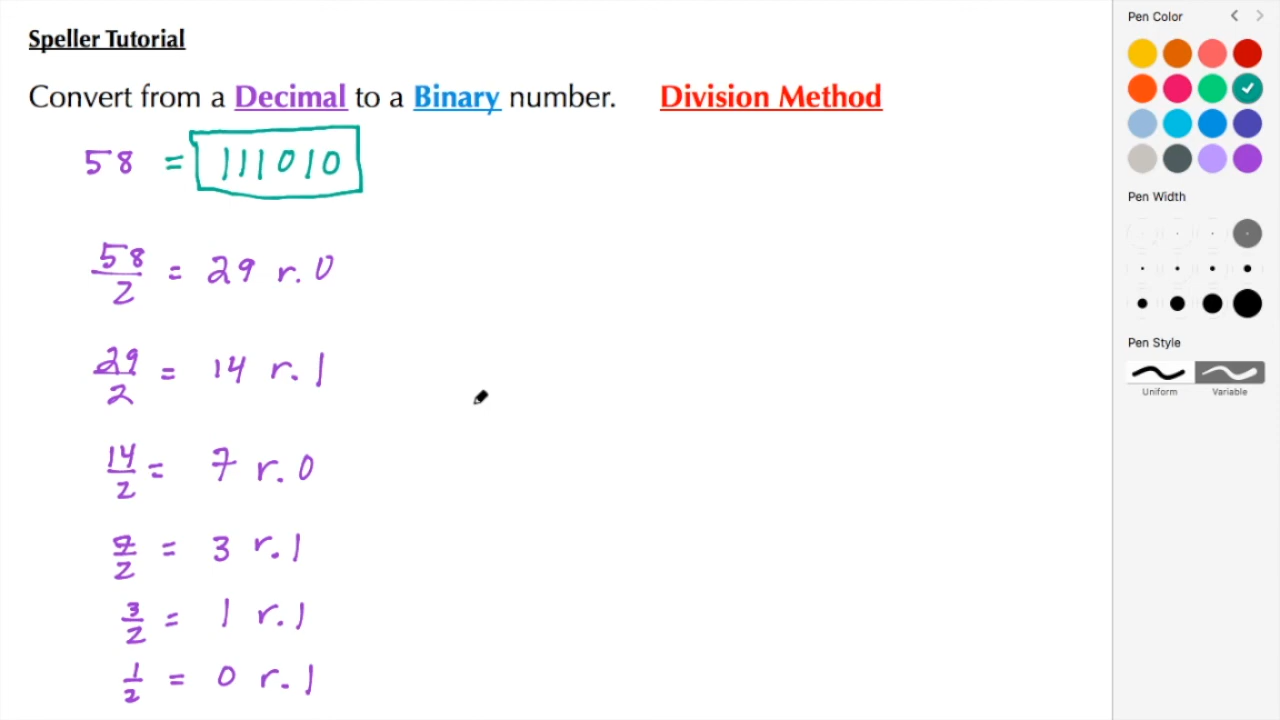 Speller Tutorial
Convert from a Decimal to a Binary number. Division Method
58 = 111010
58/2 = 29 r. 0
29/2 = 14 r. 1
14/2 = 7 r. 0
7/2 = 3 r. 1
3/2 = 1 r. 1
1/2 = 0 r. 1
Pen Color
Pen Width
Pen Style
Uniform Variable